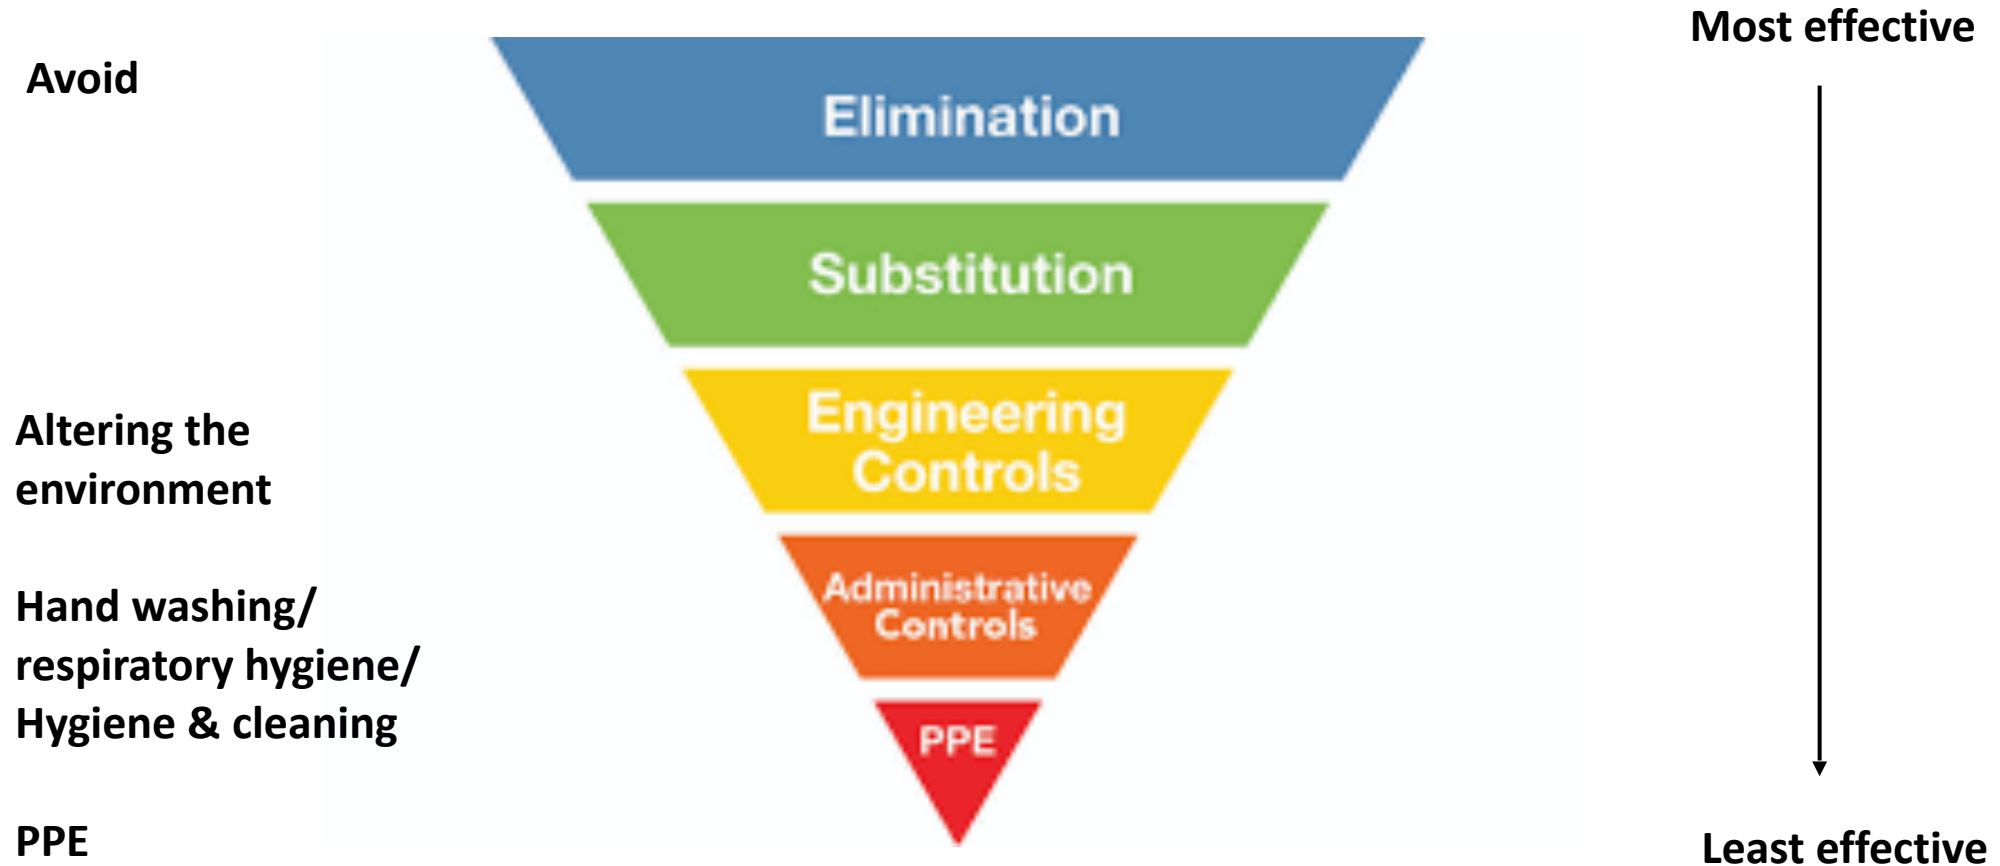 Most effective
Avoid
Elimination
Substitution
Engineering
Controls
Altering the
environment
Administrative
Controls
Hand washing/
respiratory hygiene/
Hygiene & cleaning
PPE
PPE
Least effective